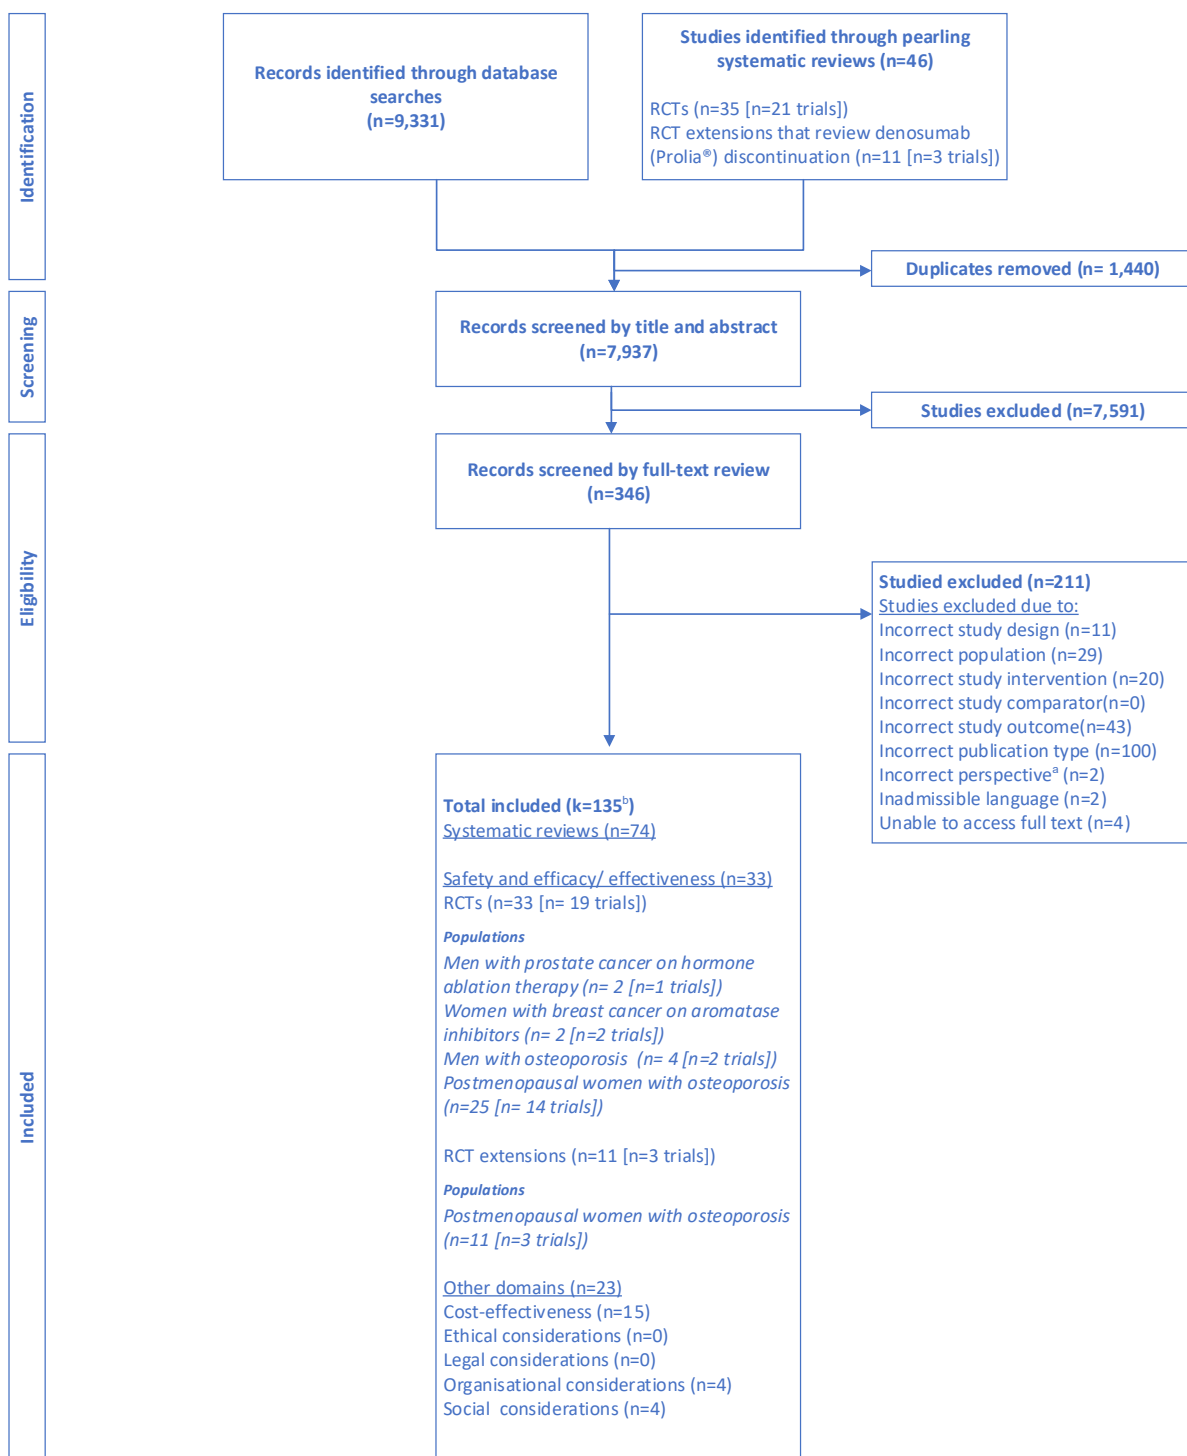 Identification
Records identified through database
searches
(n=9,331)
Studies identified through pearling
systematic reviews (n=46)
RCTs (n=35 [n=21 trials])
RCT extensions that review denosumab
(Prolia®) discontinuation (n=11 [n=3 trials])
Duplicates removed (n= 1,440)
Screening
Records screened by title and abstract
(n=7,937)
Studies excluded (n=7,591)
Eligibility
Records screened by full-text review
(n=346)
Studied excluded (n=211)
Studies excluded due to:
Incorrect study design (n=11)
Incorrect population (n=29)
Incorrect study intervention (n=20)
Incorrect study comparator(n=0)
Incorrect study outcome(n=43)
Incorrect publication type (n=100)
Incorrect perspectiveᵃ (n=2)
Inadmissible language (n=2)
Unable to access full text (n=4)
Included
Total included (k=135ᵇ)
Systematic reviews (n=74)
Safety and efficacy/ effectiveness (n=33)
RCTs (n=33 [n= 19 trials])
Populations
Men with prostate cancer on hormone
ablation therapy (n= 2 [n=1 trials])
Women with breast cancer on aromatase
inhibitors (n= 2 [n=2 trials])
Men with osteoporosis (n= 4 [n=2 trials])
Postmenopausal women with osteoporosis
(n=25 [n= 14 trials])
RCT extensions (n=11 [n=3 trials])
Populations
Postmenopausal women with osteoporosis
(n=11 [n=3 trials])
Other domains (n=23)
Cost-effectiveness (n=15)
Ethical considerations (n=0)
Legal considerations (n=0)
Organisational considerations (n=4)
Social considerations (n=4)